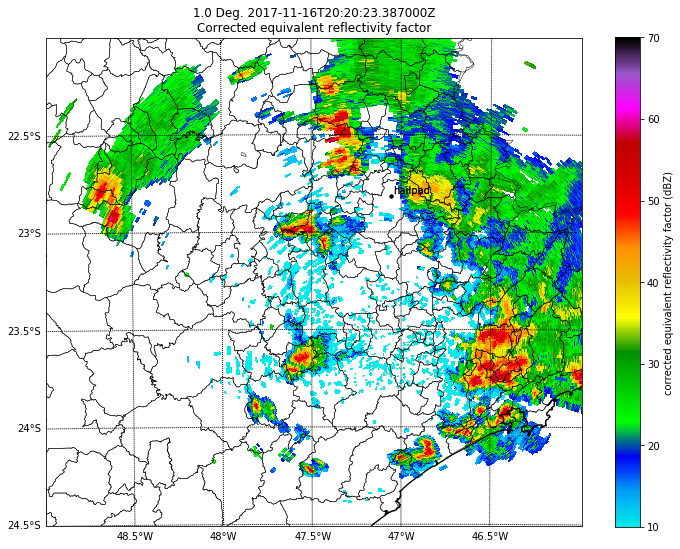 1.0 Deg. 2017-11-16T20:20:23.387000Z
Corrected equivalent reflectivity factor
70
60
50
40
30
20
10
corrected equivalent reflectivity factor (dBZ)
22.5°S
23°S
23.5°S
24°S
24.5°S
hailpad
48.5°W
48°W
47.5°W
47°W
46.5°W